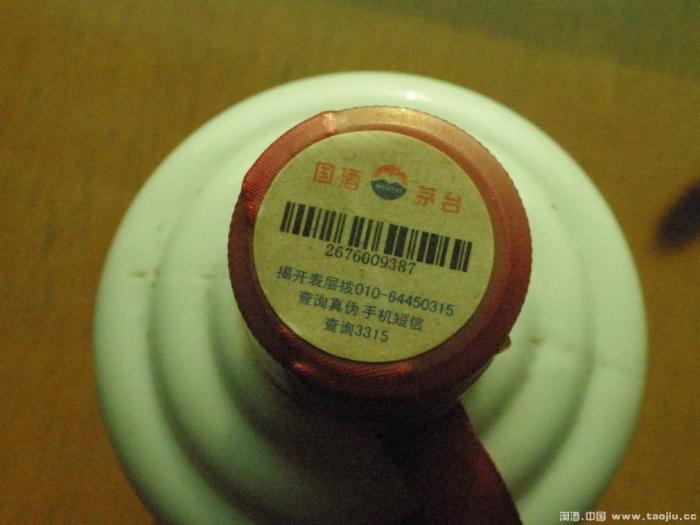 国酒 MOUTAI 茅台
2676009387
揭开表层拨010-64450315
查询真伪 手机短信
查询3315
淘酒.中国 www.taojiu.cc